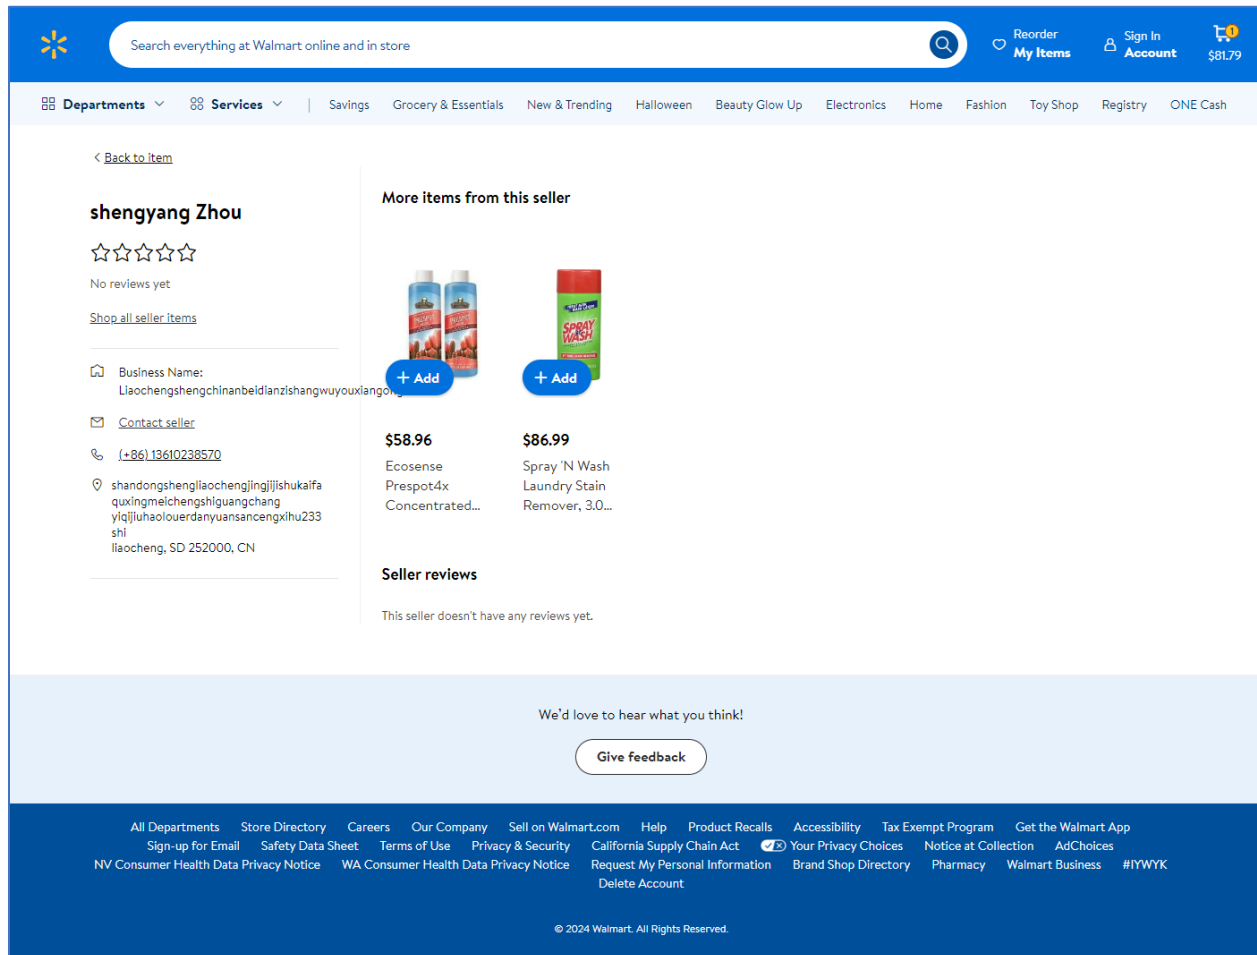 Search everything at Walmart online and in store
Reorder
My Items
Sign In
Account
1
$81.79
Departments Services | Savings Grocery & Essentials New & Trending Halloween Beauty Glow Up Electronics Home Fashion Toy Shop Registry ONE Cash
< Back to item
shengyang Zhou
No reviews yet
Shop all seller items
Business Name:
Liaochengshengchinanbeidianzishangwuyouxiangong
Contact seller
(+86) 13610238570
shandongshengliaochengjingjijishukaifa
quxingmeichengshiguangchang
yiqijiuhaolouerdanyuansancengxihu233
shi
liaocheng, SD 252000, CN
More items from this seller
SPRAY
WASH
+ Add
+ Add
$58.96
Ecosense
Prespot4x
Concentrated...
$86.99
Spray 'N Wash
Laundry Stain
Remover, 3.0...
Seller reviews
This seller doesn't have any reviews yet.
We'd love to hear what you think!
Give feedback
All Departments Store Directory Careers Our Company Sell on Walmart.com Help Product Recalls Accessibility Tax Exempt Program Get the Walmart App
Sign-up for Email Safety Data Sheet Terms of Use Privacy & Security California Supply Chain Act Your Privacy Choices Notice at Collection AdChoices
NV Consumer Health Data Privacy Notice WA Consumer Health Data Privacy Notice Request My Personal Information Brand Shop Directory Pharmacy Walmart Business #IYWYK
Delete Account
© 2024 Walmart. All Rights Reserved.